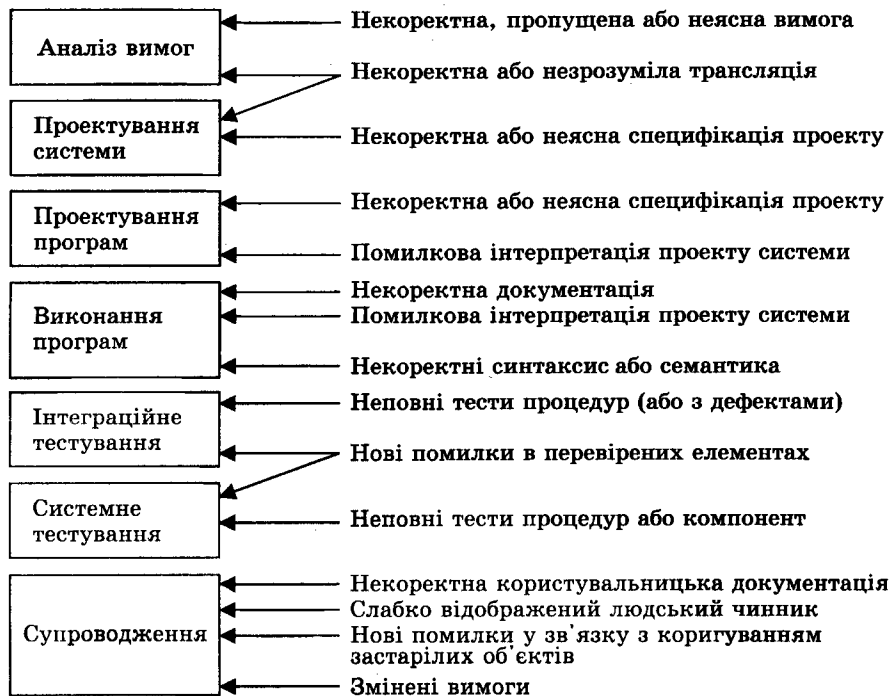 Аналіз вимог
Некоректна, пропущена або неясна вимога
Некоректна або незрозуміла трансляція
Проектування
системи
Некоректна або неясна специфікація проекту
Проектування
програм
Некоректна або неясна специфікація проекту
Помилкова інтерпретація проекту системи
Виконання
програм
Некоректна документація
Помилкова інтерпретація проекту системи
Некоректні синтаксис або семантика
Інтеграційне
тестування
Неповні тести процедур (або з дефектами)
Нові помилки в перевірених елементах
Системне
тестування
Неповні тести процедур або компонент
Супроводження
Некоректна користувальницька документація
Слабко відображений людський чинник
Нові помилки у зв'язку з коригуванням
застарілих об'єктів
Змінені вимоги